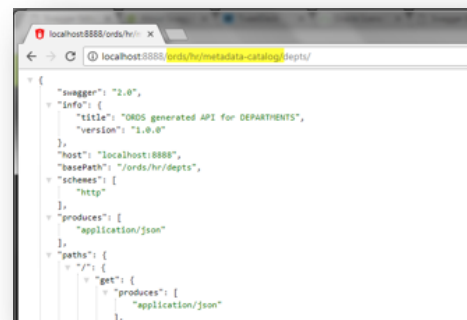 localhost:8888/ords/hr/m
localhost:8888/ords/hr/metadata-catalog/depts/
{
"swagger": "2.0",
"info": {
"title": "ORDS generated API for DEPARTMENTS",
"version": "1.0.0"
},
"host": "localhost:8888",
"basePath": "/ords/hr/depts",
"schemes": [
"http"
],
"produces": [
"application/json"
],
"paths": {
"/": {
"get": {
"produces": [
"application/json"
],